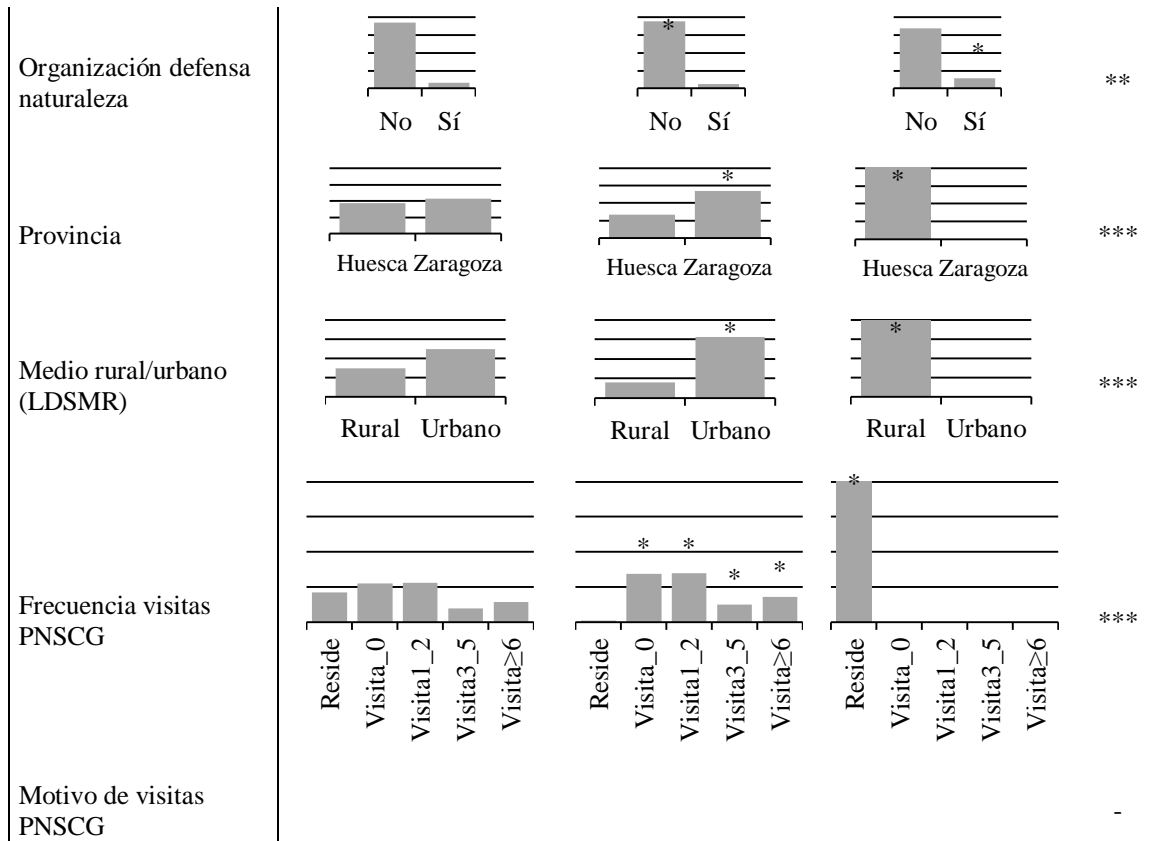 Organización defensa
naturaleza
*
*
**
No Sí
No Sí
No Sí
Provincia
*
*
***
Huesca Zaragoza
Huesca Zaragoza
Huesca Zaragoza
Medio rural/urbano
(LDSMR)
*
*
***
Rural Urbano
Rural Urbano
Rural Urbano
Frecuencia visitas
PNSCG
* * * *
*
***
Reside
Visita_0
Visita1_2
Visita3_5
Visita≥6
Reside
Visita_0
Visita1_2
Visita3_5
Visita≥6
Reside
Visita_0
Visita1_2
Visita3_5
Visita≥6
Motivo de visitas
PNSCG
-